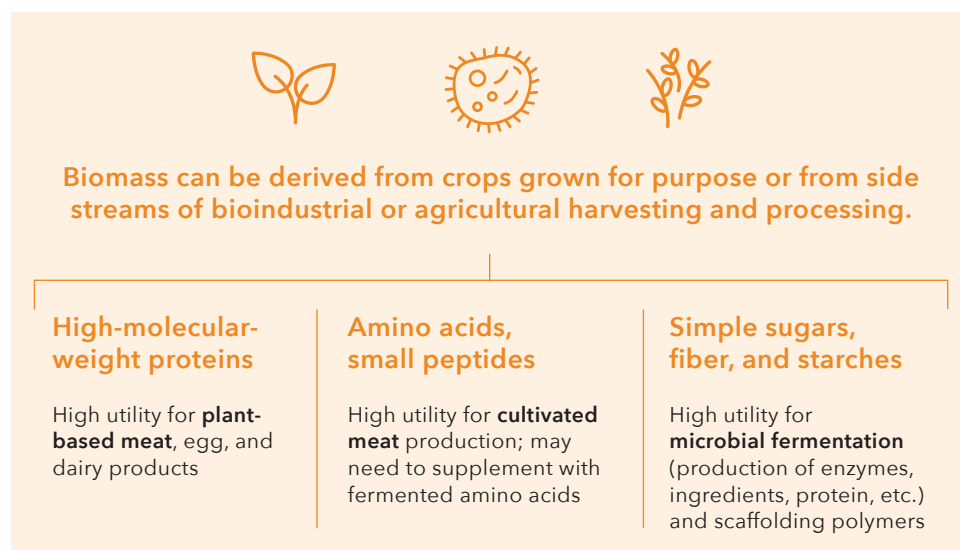 Biomass can be derived from crops grown for purpose or from side
streams of bioindustrial or agricultural harvesting and processing.
High-molecular-
weight proteins
High utility for plant-
based meat, egg, and
dairy products
Amino acids,
small peptides
High utility for cultivated
meat production; may
need to supplement with
fermented amino acids
Simple sugars,
fiber, and starches
High utility for
microbial fermentation
(production of enzymes,
ingredients, protein, etc.)
and scaffolding polymers